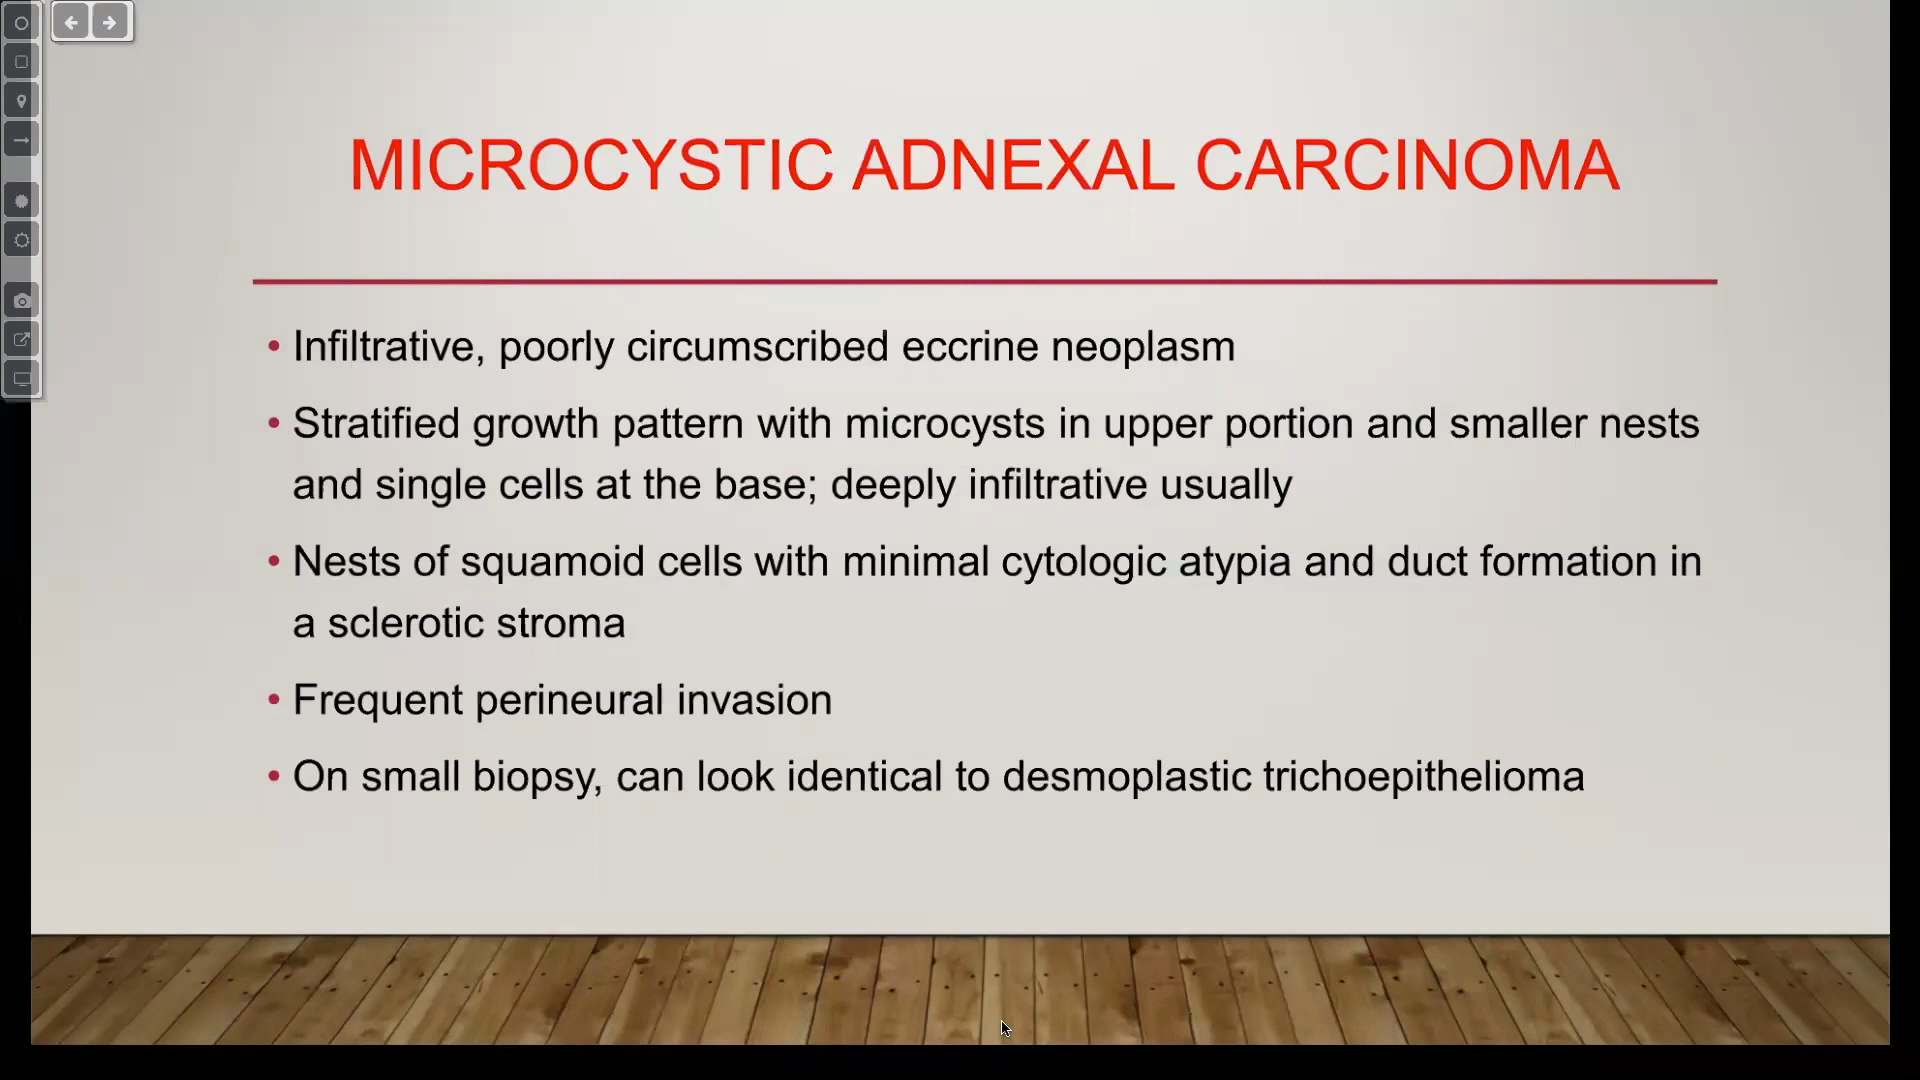 MICROCYSTIC ADNEXAL CARCINOMA
• Infiltrative, poorly circumscribed eccrine neoplasm
• Stratified growth pattern with microcysts in upper portion and smaller nests
and single cells at the base; deeply infiltrative usually
• Nests of squamoid cells with minimal cytologic atypia and duct formation in
a sclerotic stroma
• Frequent perineural invasion
• On small biopsy, can look identical to desmoplastic trichoepithelioma